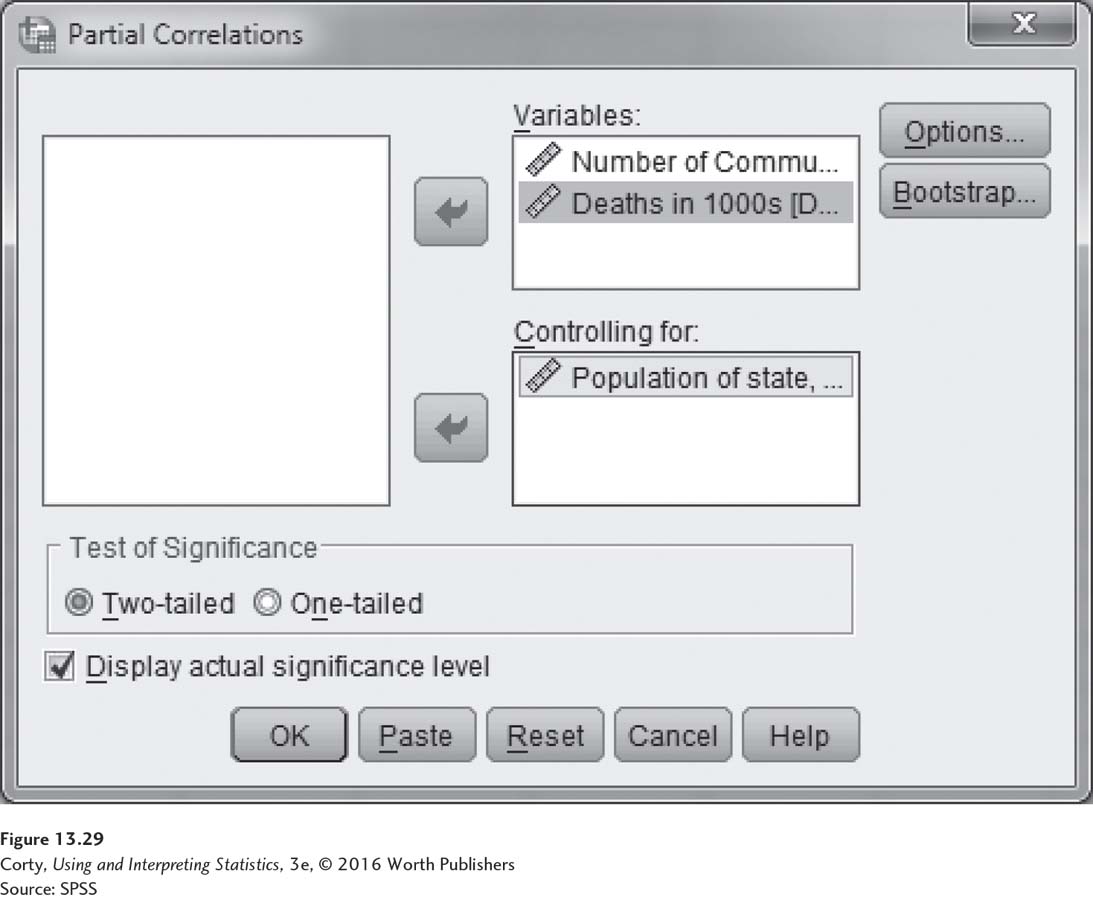 Partial Correlations
X
Variables:
Number of Commu...
Deaths in 1000s [D...
Options...
Bootstrap...
Controlling for:
Population of state, ...
Test of Significance
Two-tailed One-tailed
Display actual significance level
OK Paste Reset Cancel Help
Figure 13.29
Corty, Using and Interpreting Statistics, 3e, © 2016 Worth Publishers
Source: SPSS